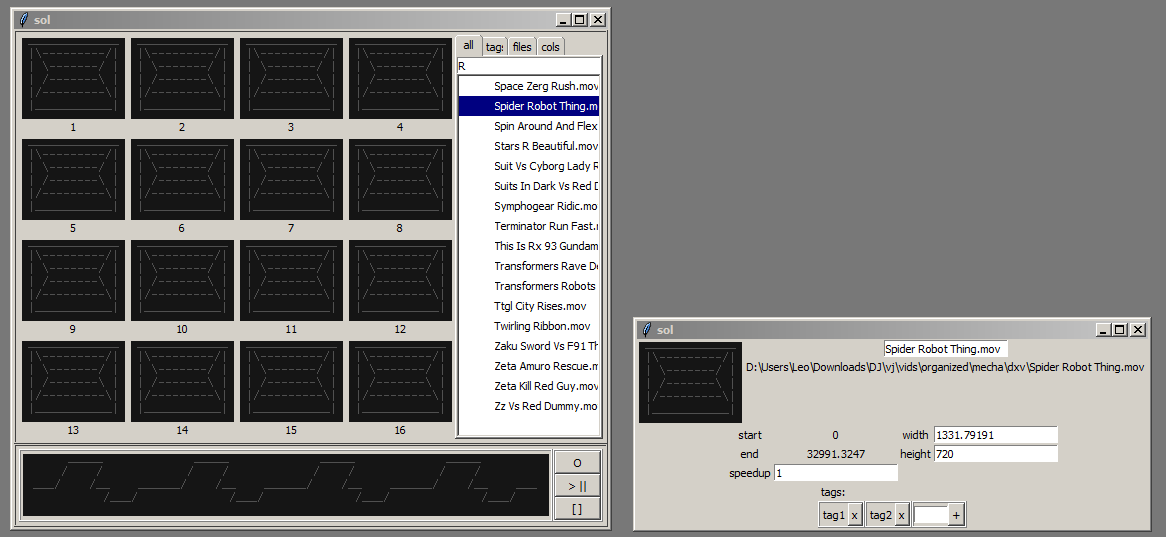 sol
1 2 3 4
5 6 7 8
9 10 11 12
13 14 15 16
all tags files cols
R
Space Zerg Rush.mov
Spider Robot Thing.m
Spin Around And Flex
Stars R Beautiful.mov
Suit Vs Cyborg Lady R
Suits In Dark Vs Red D
Symphogear Ridic.mo
Terminator Run Fast.
This Is Rx 93 Gundam
Transformers Rave D
Transformers Robots
Ttgl City Rises.mov
Twirling Ribbon.mov
Zaku Sword Vs F91 Th
Zeta Amuro Rescue.m
Zeta Kill Red Guy.mov
Zz Vs Red Dummy.mo
O
> ||
[ ]
sol
Spider Robot Thing.mov
D:\Users\Leo\Downloads\DJ\vj\vids\organized\mecha\dxv\Spider Robot Thing.mov
start 0 width 1331.79191
end 32991.3247 height 720
speedup 1
tags:
tag1 x tag2 x +